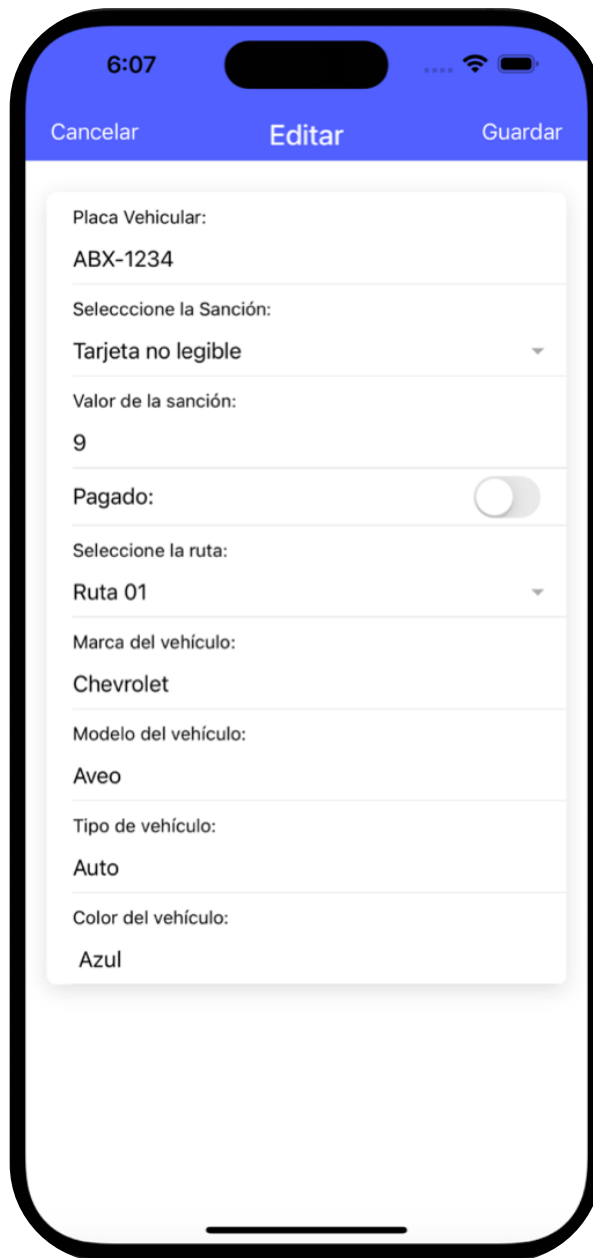 6:07
Cancelar Editar Guardar
Placa Vehicular:
ABX-1234
Selecccione la Sanción:
Tarjeta no legible
Valor de la sanción:
9
Pagado:
Seleccione la ruta:
Ruta 01
Marca del vehículo:
Chevrolet
Modelo del vehículo:
Aveo
Tipo de vehículo:
Auto
Color del vehículo:
Azul